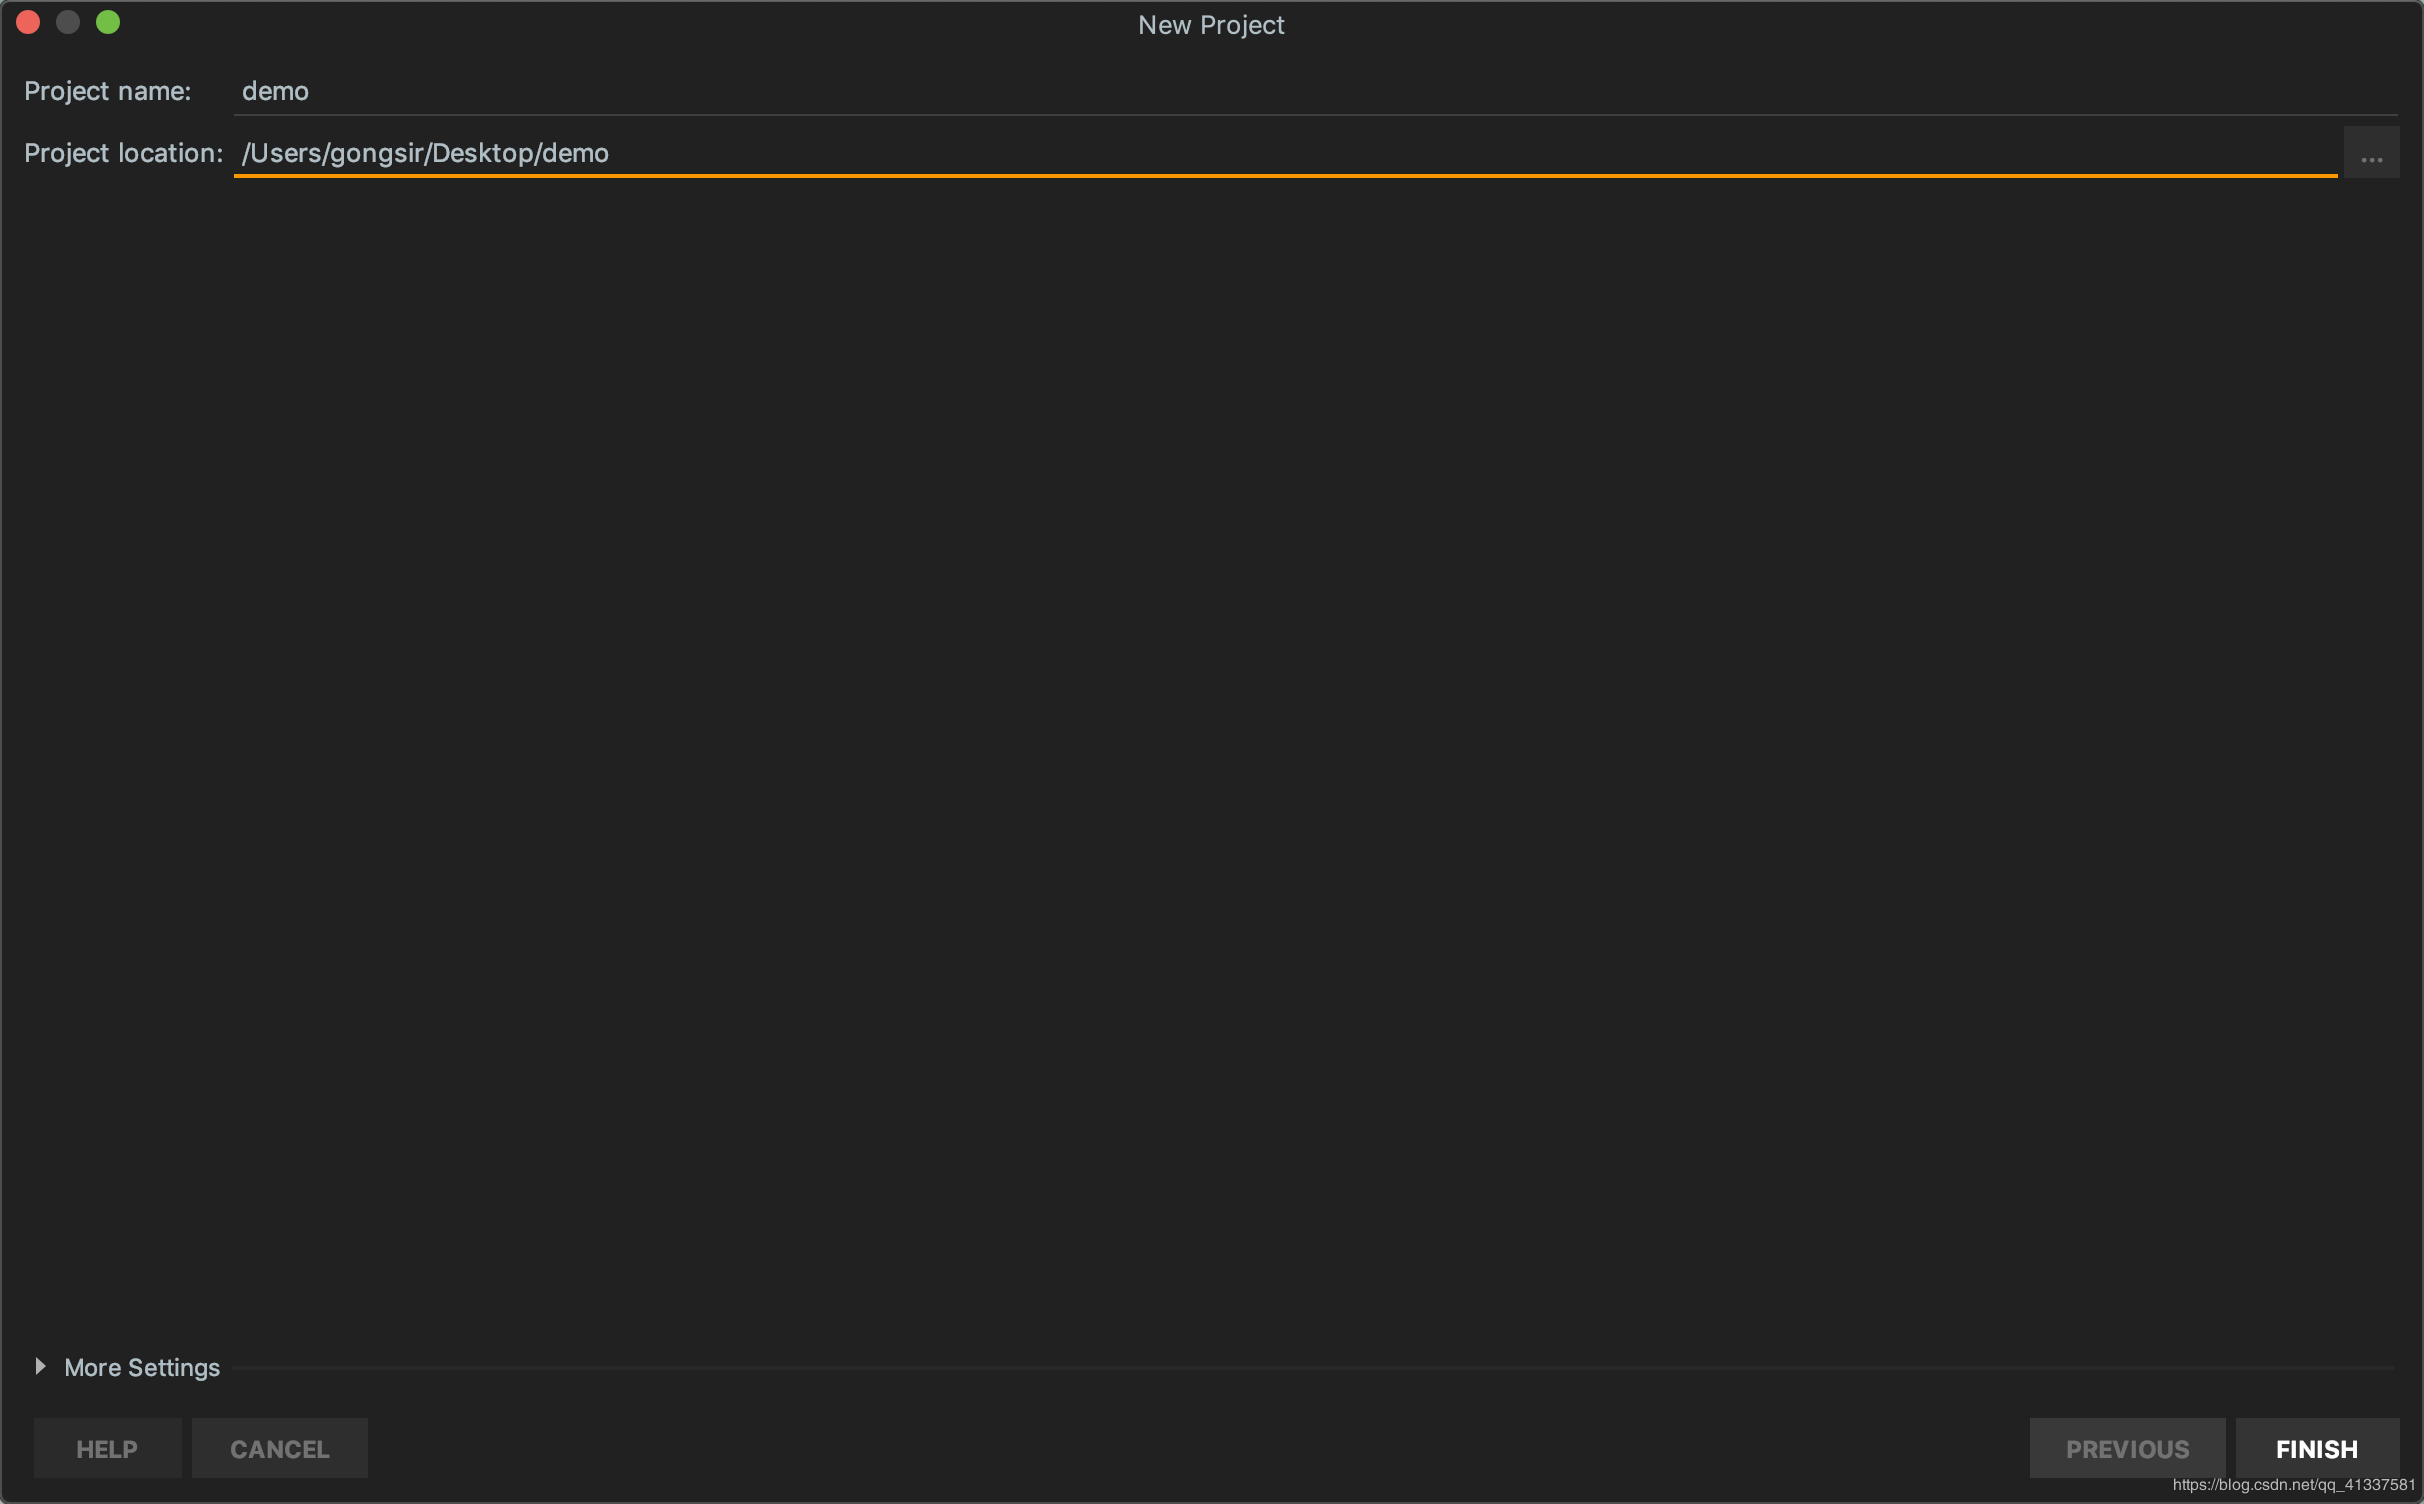 New Project
Project name: demo
Project location: /Users/gongsir/Desktop/demo ...
More Settings
HELP CANCEL PREVIOUS FINISH
https://blog.csdn.net/qq_41337581